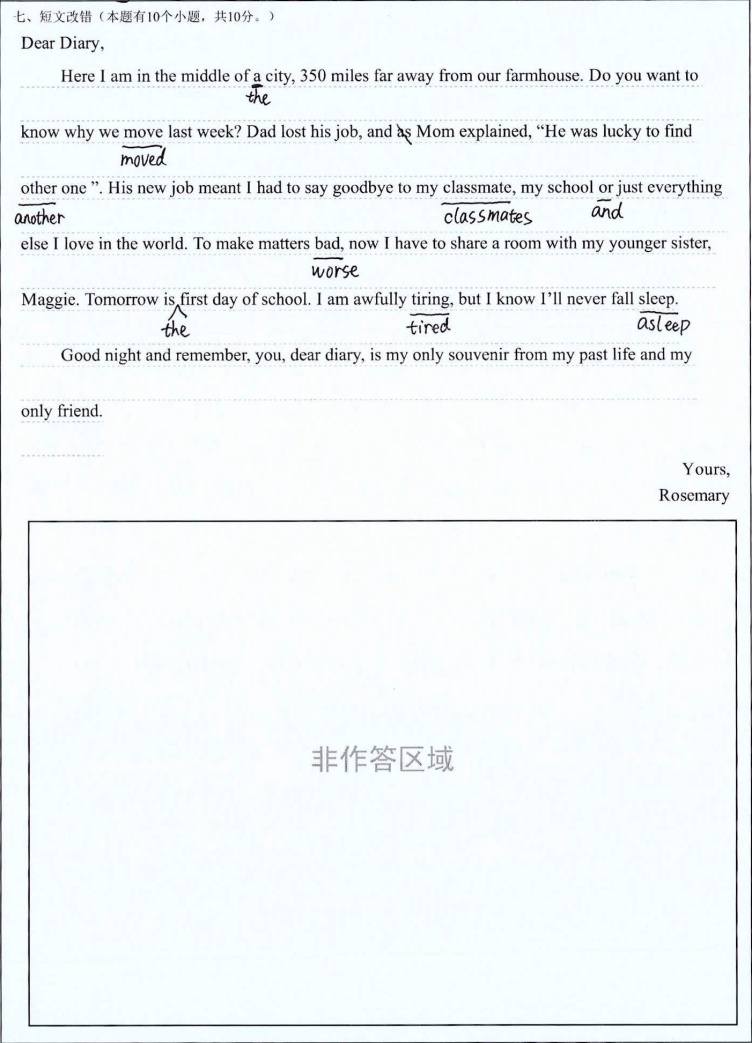 七、短文改错（本题有10个小题，共10分。）
Dear Diary,
Here I am in the middle of a city, 350 miles far away from our farmhouse. Do you want to
the
know why we move last week? Dad lost his job, and as Mom explained, “He was lucky to find
moved
other one ”. His new job meant I had to say goodbye to my classmate, my school or just everything
another classmates and
else I love in the world. To make matters bad, now I have to share a room with my younger sister,
worse
Maggie. Tomorrow is first day of school. I am awfully tiring, but I know I’ll never fall sleep.
the tired asleep
Good night and remember, you, dear diary, is my only souvenir from my past life and my
only friend.
Yours,
Rosemary
非作答区域